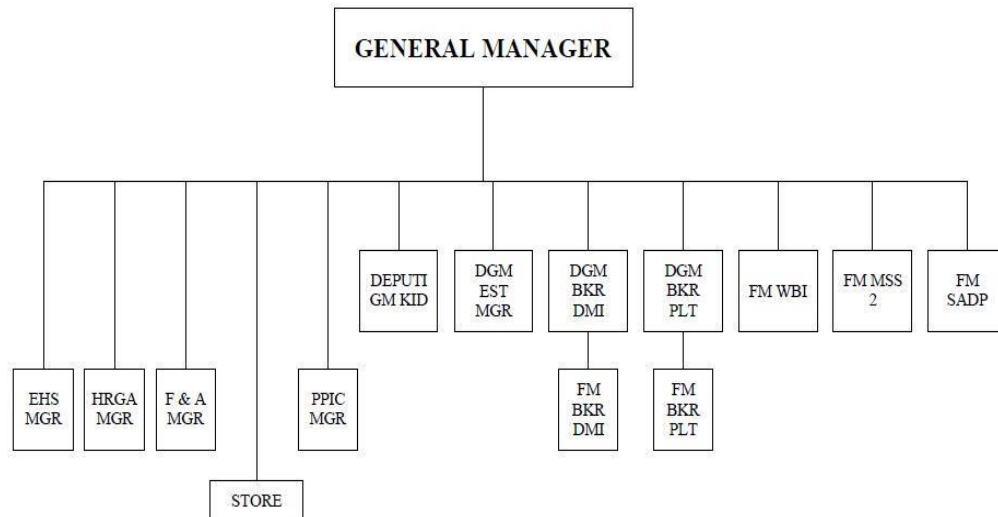 GENERAL MANAGER
DEPUTI
GM KID
DGM
EST
MGR
DGM
BKR
DMI
DGM
BKR
PLT
FM WBI
FM MSS
2
FM
SADP
EHS
MGR
HRGA
MGR
F & A
MGR
PPIC
MGR
FM
BKR
DMI
FM
BKR
PLT
STORE